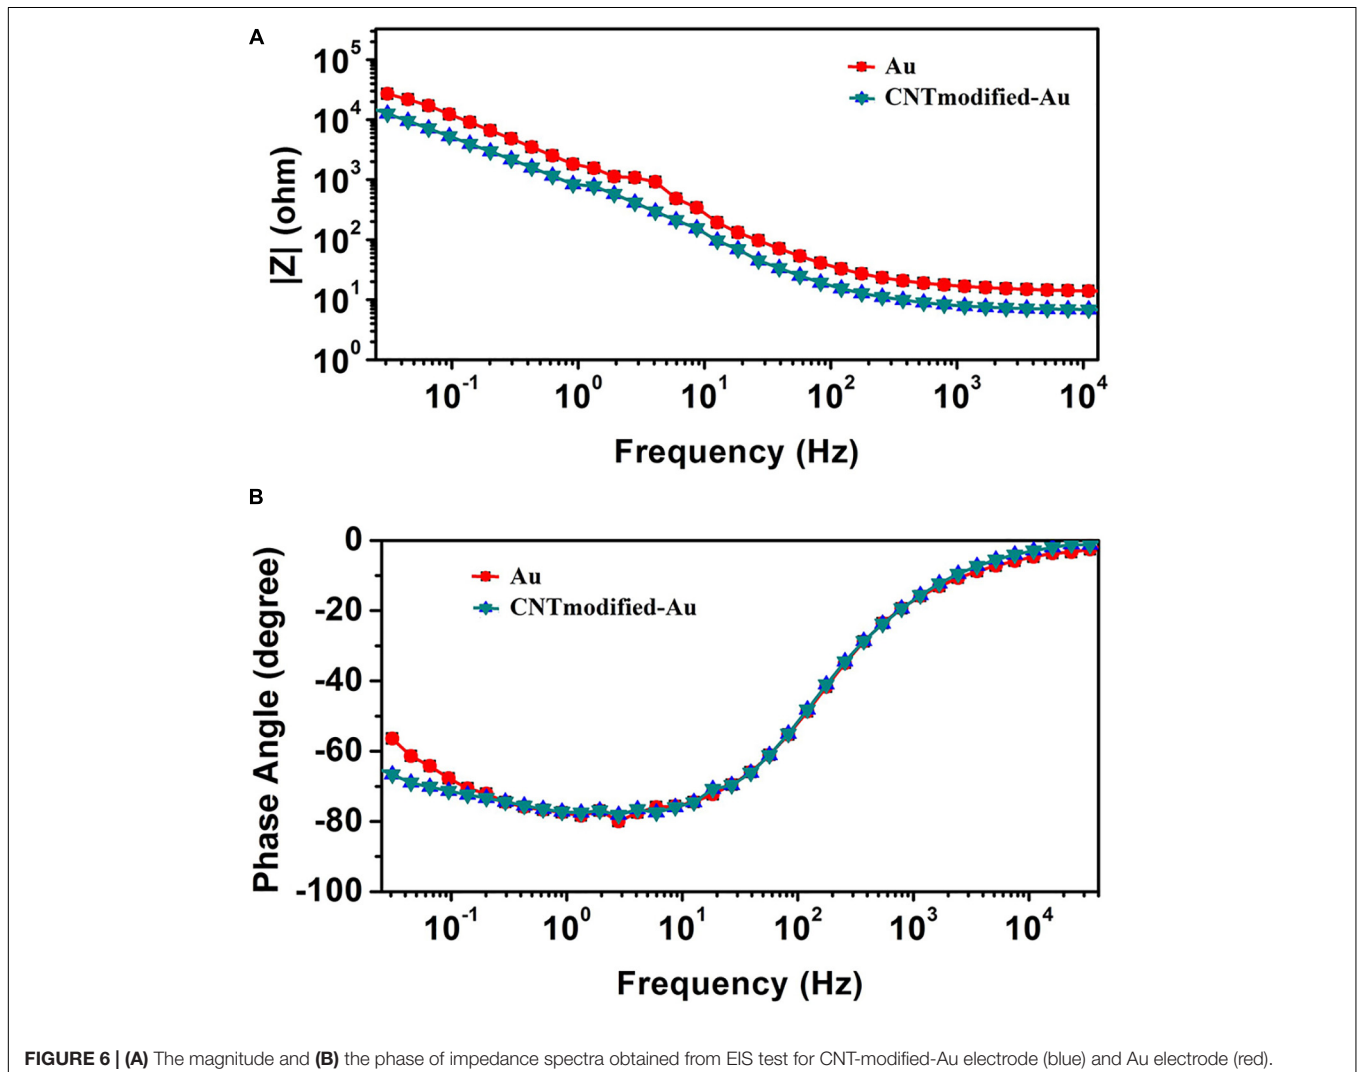 A
10^5
10^4
10^3
10^2
10^1
10^0
|Z| (ohm)
Au
CNTmodified-Au
10^-1 10^0 10^1 10^2 10^3 10^4
Frequency (Hz)
B
0
-20
-40
-60
-80
-100
Phase Angle (degree)
Au
CNTmodified-Au
10^-1 10^0 10^1 10^2 10^3 10^4
Frequency (Hz)
FIGURE 6 | (A) The magnitude and (B) the phase of impedance spectra obtained from EIS test for CNT-modified-Au electrode (blue) and Au electrode (red).